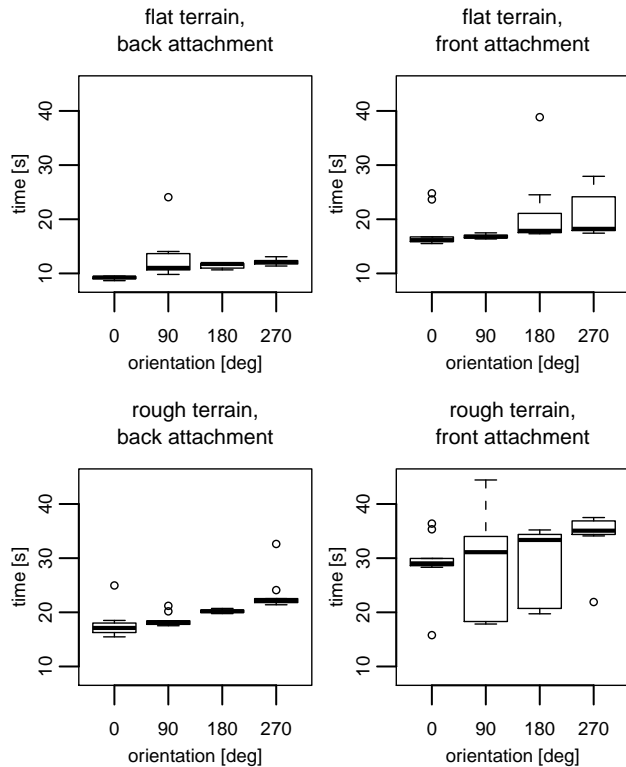 flat terrain,
back attachment
time [s]
40
30
20
10
0 90 180 270
orientation [deg]
flat terrain,
front attachment
time [s]
40
30
20
10
0 90 180 270
orientation [deg]
rough terrain,
back attachment
time [s]
40
30
20
10
0 90 180 270
orientation [deg]
rough terrain,
front attachment
time [s]
40
30
20
10
0 90 180 270
orientation [deg]